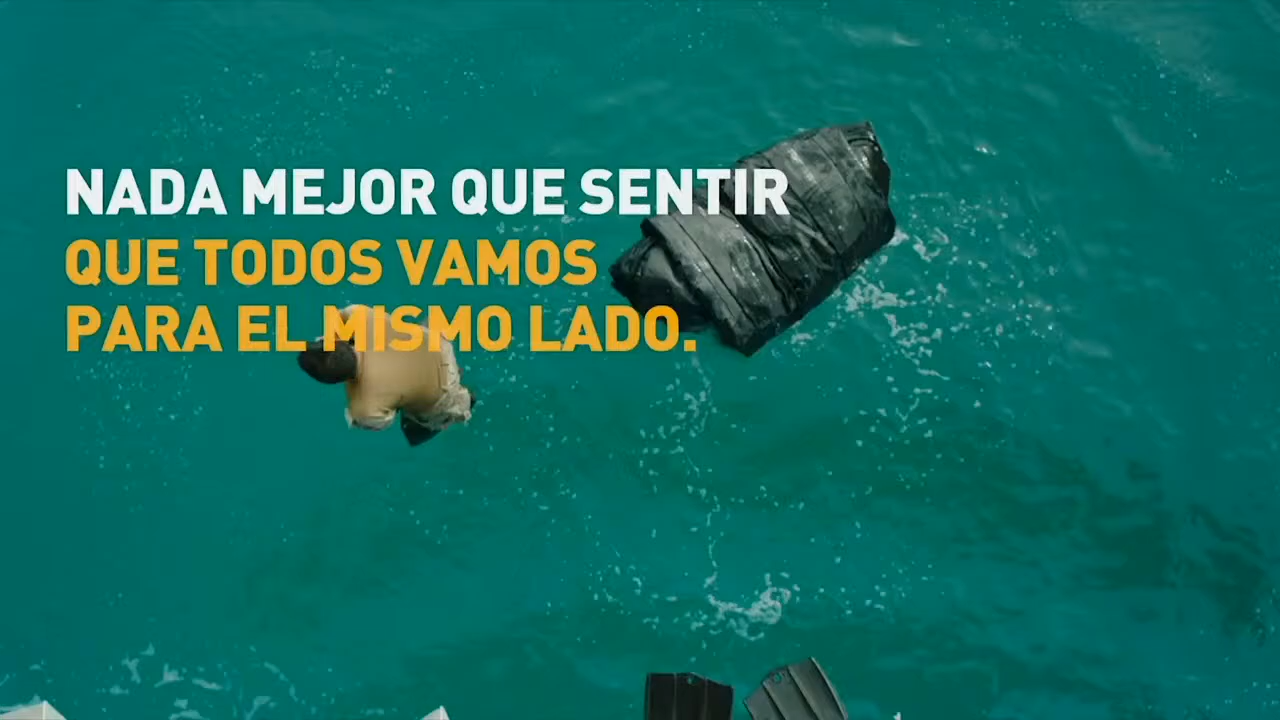 NADA MEJOR QUE SENTIR
QUE TODOS VAMOS
PARA EL MISMO LADO.